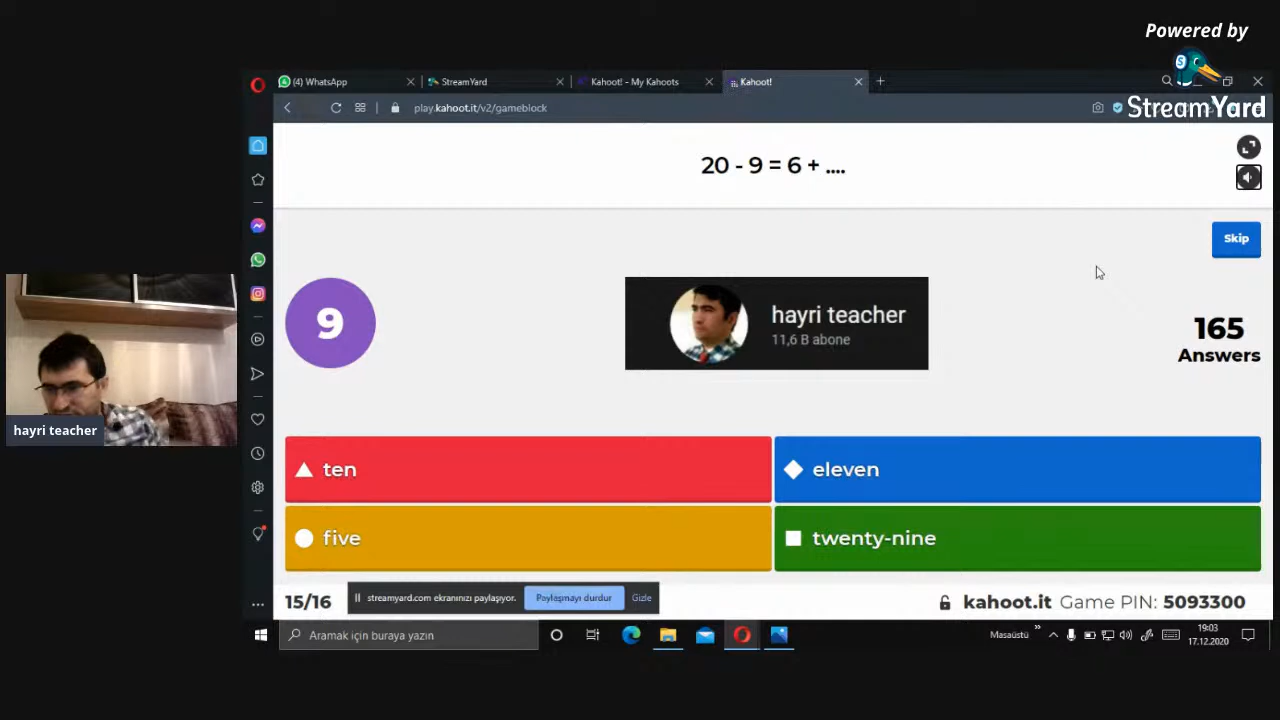 Powered by
StreamYard
(4) WhatsApp
StreamYard
Kahoot! - My Kahoots
Kahoot!
play.kahoot.it/v2/gameblock
20 - 9 = 6 + ....
Skip
9
hayri teacher
11,6 B abone
165
Answers
hayri teacher
ten
eleven
five
twenty-nine
15/16
streamyard.com ekranınızı paylaşıyor.
Paylaşmayı durdur
Gizle
kahoot.it Game PIN: 5093300
Aramak için buraya yazın
Masaüstü
19:03
17.12.2020